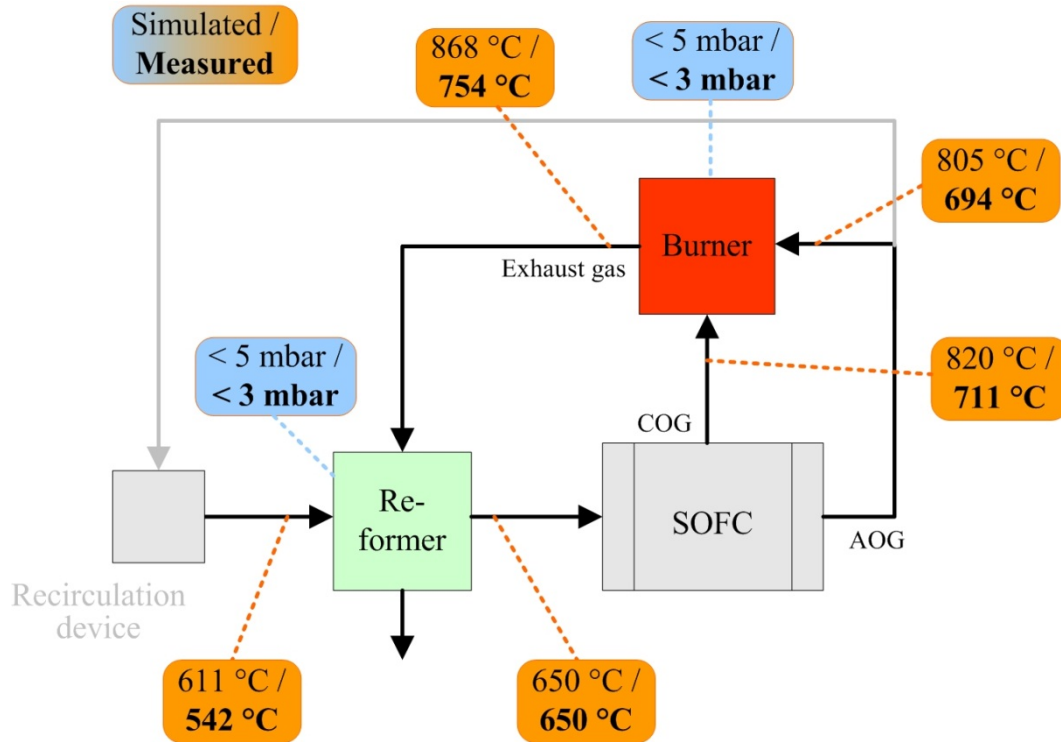 Simulated /
Measured
868 °C /
754 °C
< 5 mbar /
< 3 mbar
805 °C /
694 °C
Burner
Exhaust gas
< 5 mbar /
< 3 mbar
820 °C /
711 °C
COG
Re-
former
SOFC
AOG
Recirculation
device
611 °C /
542 °C
650 °C /
650 °C